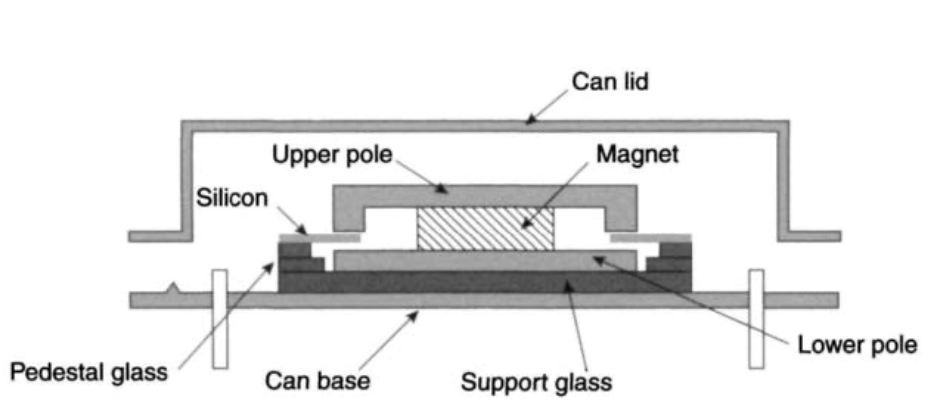 Can lid
Upper pole
Magnet
Silicon
Lower pole
Pedestal glass
Can base
Support glass